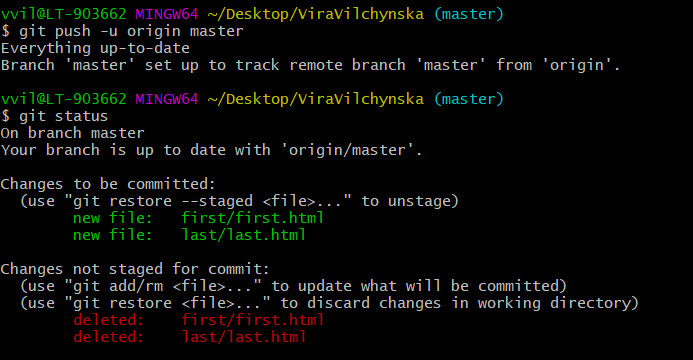 vvil@LT-903662 MINGW64 ~/Desktop/ViraVilchynska (master)
$ git push -u origin master
Everything up-to-date
Branch 'master' set up to track remote branch 'master' from 'origin'.
vvil@LT-903662 MINGW64 ~/Desktop/ViraVilchynska (master)
$ git status
On branch master
Your branch is up to date with 'origin/master'.
Changes to be committed:
  (use "git restore --staged <file>..." to unstage)
        new file:   first/first.html
        new file:   last/last.html
Changes not staged for commit:
  (use "git add/rm <file>..." to update what will be committed)
  (use "git restore <file>..." to discard changes in working directory)
        deleted:    first/first.html
        deleted:    last/last.html